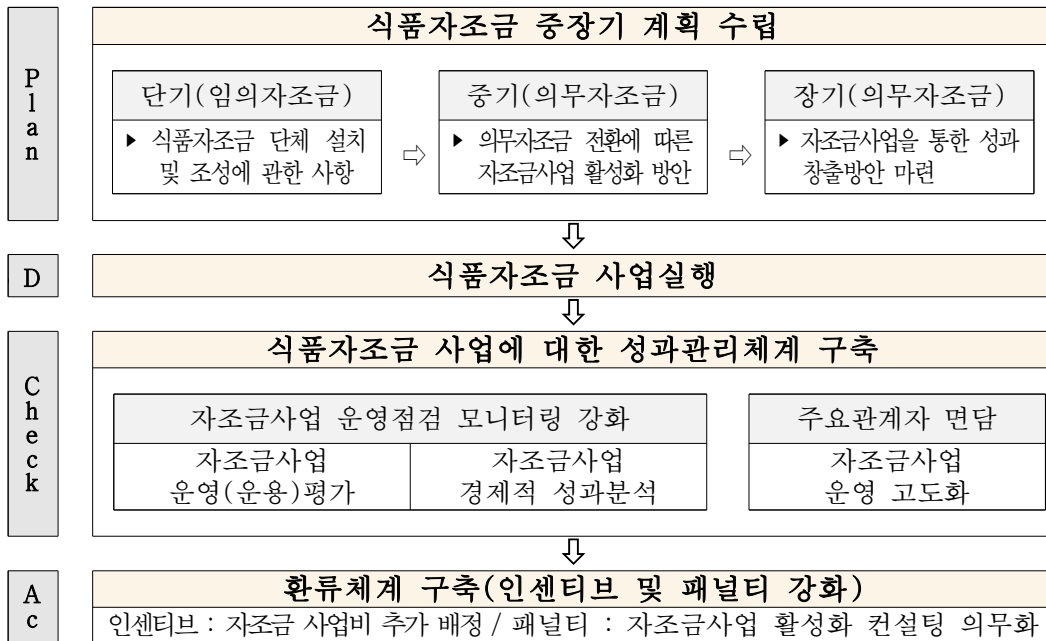 Plan
식품자조금 중장기 계획 수립
단기(임의자조금)
▶ 식품자조금 단체 설치
및 조성에 관한 사항
⇨
중기(의무자조금)
▶ 의무자조금 전환에 따른
자조금사업 활성화 방안
⇨
장기(의무자조금)
▶ 자조금사업을 통한 성과
창출방안 마련
D
식품자조금 사업실행
Check
식품자조금 사업에 대한 성과관리체계 구축
자조금사업 운영점검 모니터링 강화
자조금사업
운영(운용)평가
자조금사업
경제적 성과분석
주요관계자 면담
자조금사업
운영 고도화
Ac
환류체계 구축(인센티브 및 패널티 강화)
인센티브 : 자조금 사업비 추가 배정 / 패널티 : 자조금사업 활성화 컨설팅 의무화